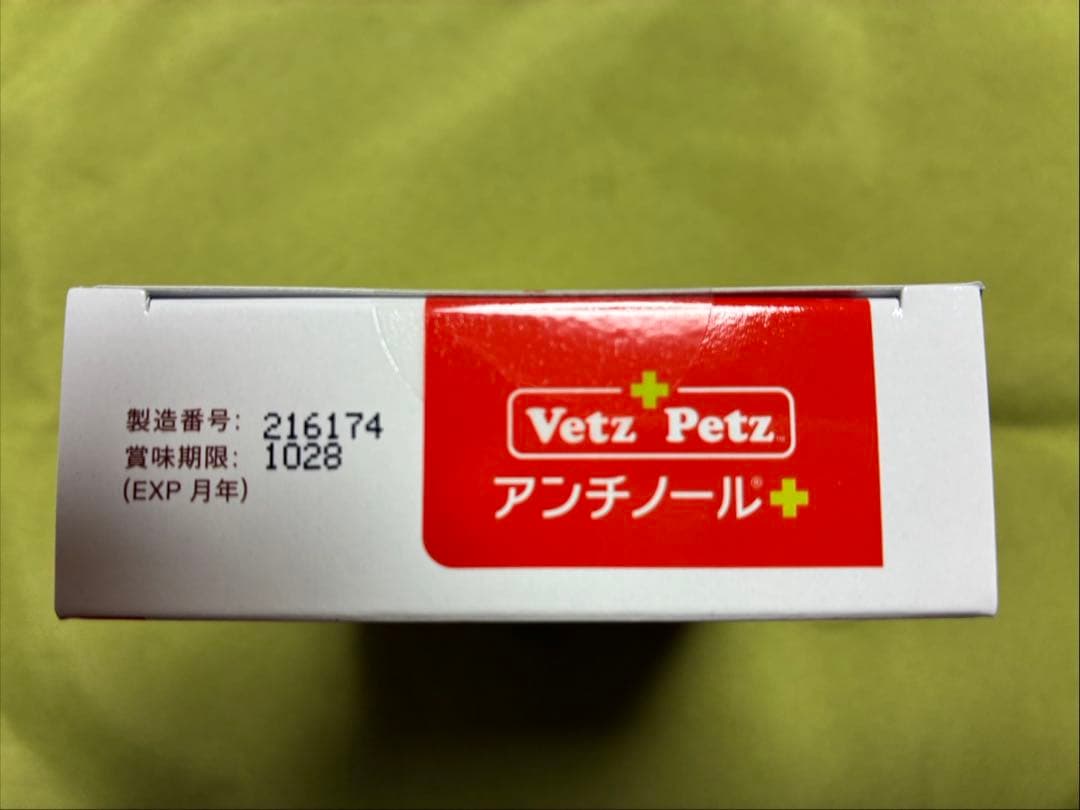 製造番号: 216174
賞味期限: 1028
(EXP 月年)
Vetz Petz™
アンチノール®+